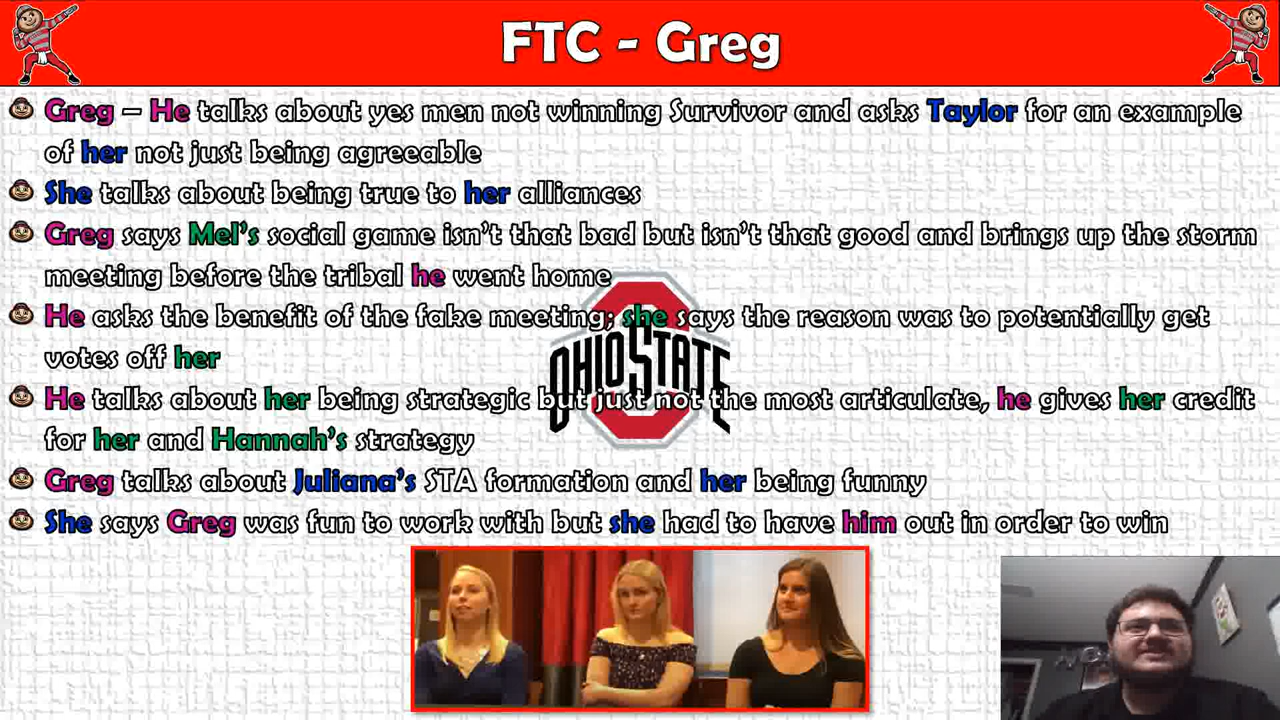 FTC - Greg
Greg – He talks about yes men not winning Survivor and asks Taylor for an example
of her not just being agreeable
She talks about being true to her alliances
Greg says Mel's social game isn't that bad but isn't that good and brings up the storm
meeting before the tribal he went home
He asks the benefit of the fake meeting; she says the reason was to potentially get
votes off her
He talks about her being strategic but just not the most articulate, he gives her credit
for her and Hannah's strategy
Greg talks about Juliana's STA formation and her being funny
She says Greg was fun to work with but she had to have him out in order to win
OHIO STATE